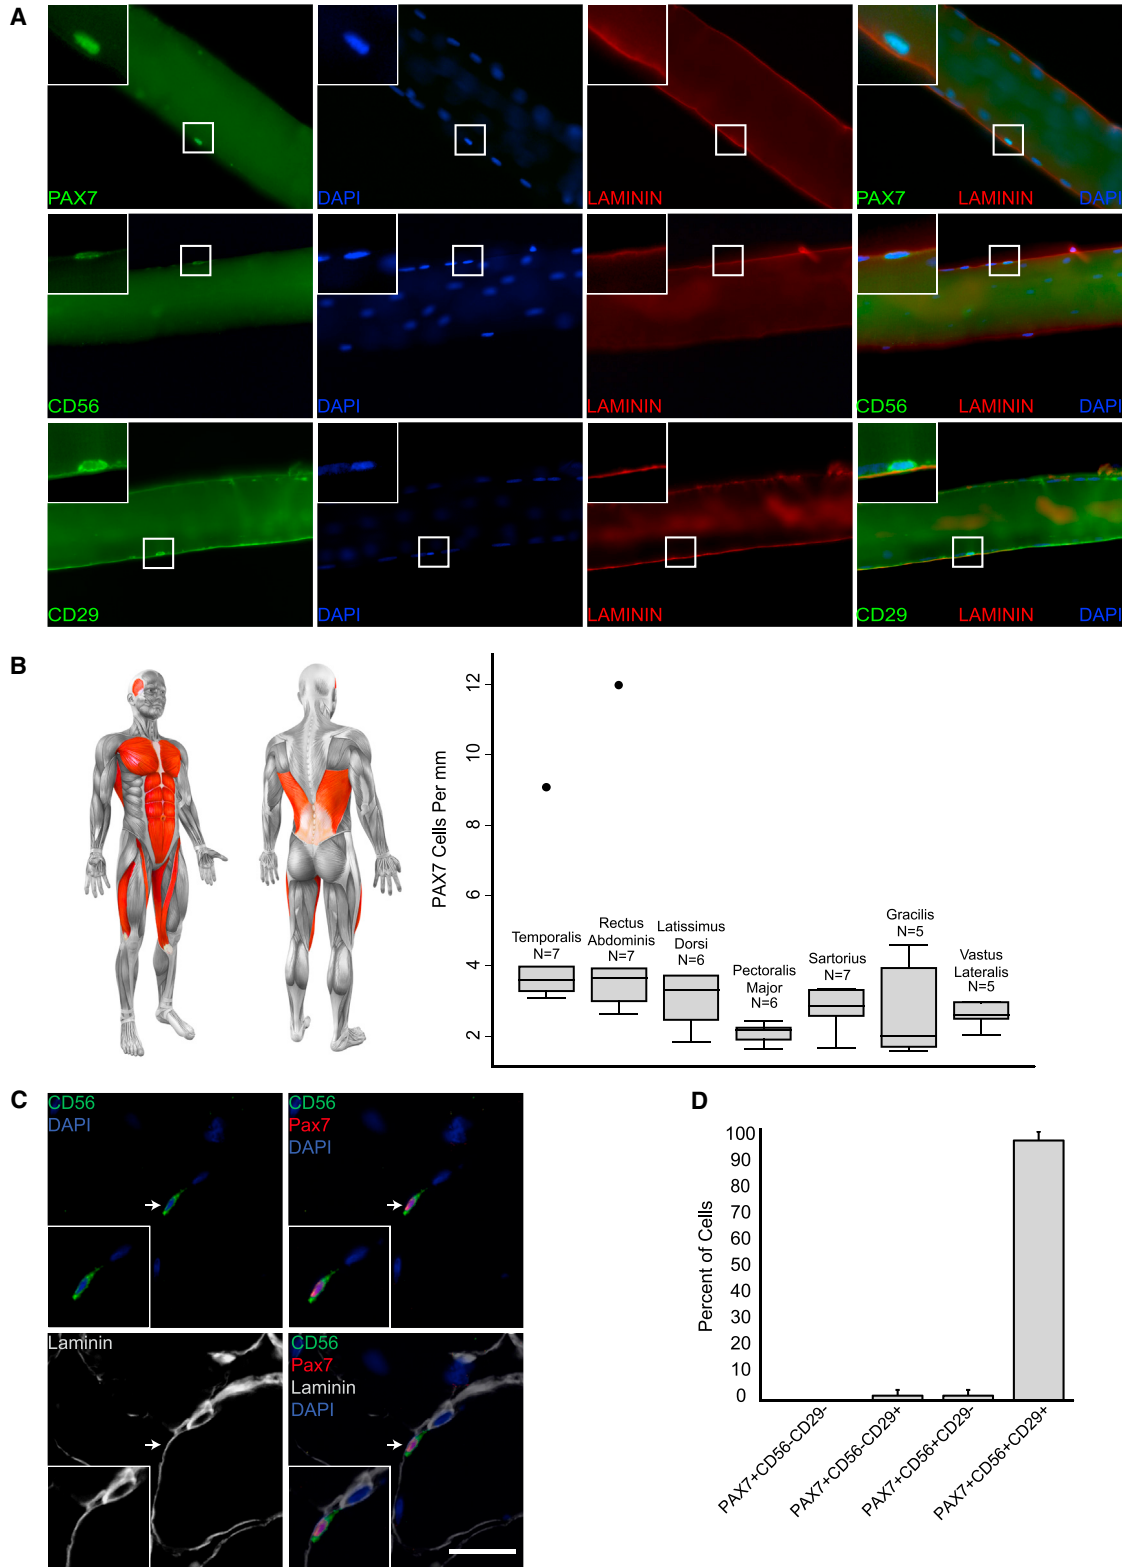 A
PAX7
DAPI
LAMININ
PAX7 LAMININ DAPI
CD56
DAPI
LAMININ
CD56 LAMININ DAPI
CD29
DAPI
LAMININ
CD29 LAMININ DAPI
B
PAX7 Cells Per mm
12
10
8
6
4
2
Temporalis
N=7
Rectus
Abdominis
N=7
Latissimus
Dorsi
N=6
Pectoralis
Major
N=6
Sartorius
N=7
Gracilis
N=5
Vastus
Lateralis
N=5
C
CD56
DAPI
CD56
Pax7
DAPI
Laminin
CD56
Pax7
Laminin
DAPI
D
Percent of Cells
100
90
80
70
60
50
40
30
20
10
0
PAX7+CD56-CD29-
PAX7+CD56-CD29+
PAX7+CD56+CD29-
PAX7+CD56+CD29+